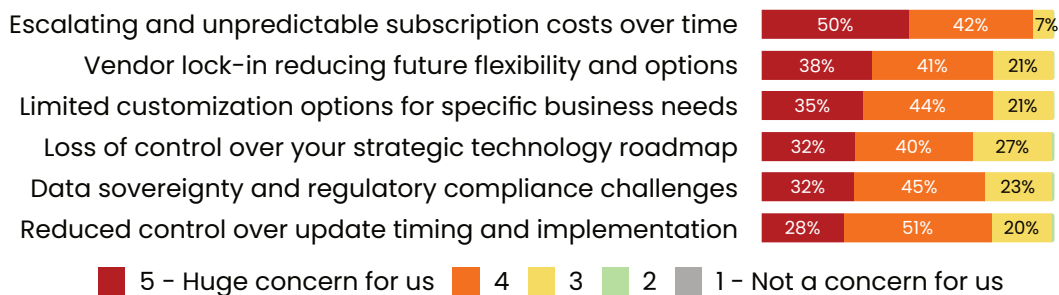 Escalating and unpredictable subscription costs over time 50% 42% 7%
Vendor lock-in reducing future flexibility and options 38% 41% 21%
Limited customization options for specific business needs 35% 44% 21%
Loss of control over your strategic technology roadmap 32% 40% 27%
Data sovereignty and regulatory compliance challenges 32% 45% 23%
Reduced control over update timing and implementation 28% 51% 20%
5 – Huge concern for us 4 3 2 1 – Not a concern for us